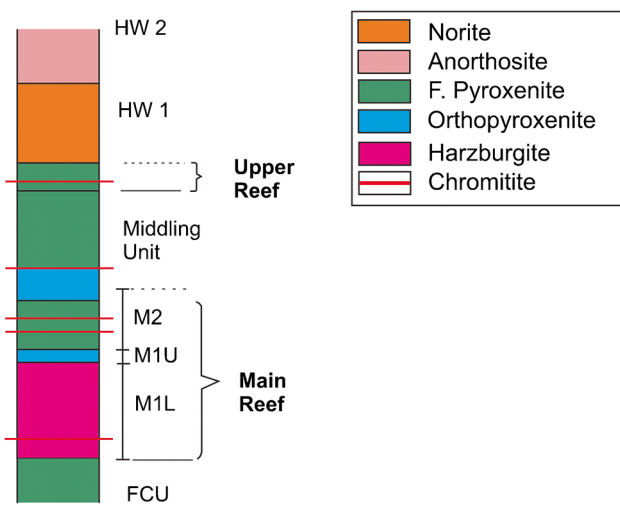 HW 2
HW 1
Upper
Reef
Middling
Unit
M2
M1U
M1L
Main
Reef
FCU
Norite
Anorthosite
F. Pyroxenite
Orthopyroxenite
Harzburgite
Chromitite